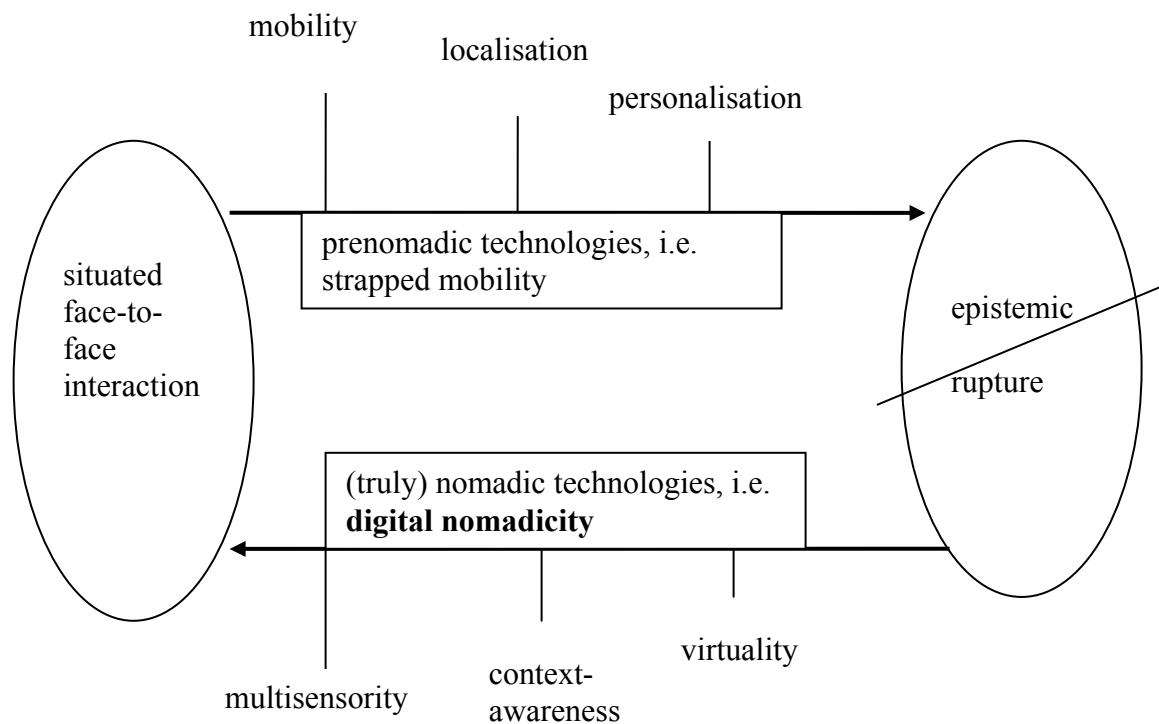 mobility
localisation
personalisation
prenomadic technologies, i.e.
strapped mobility
situated
face-to-
face
interaction
epistemic
rupture
(truly) nomadic technologies, i.e.
digital nomadicity
multisensority
context-
awareness
virtuality